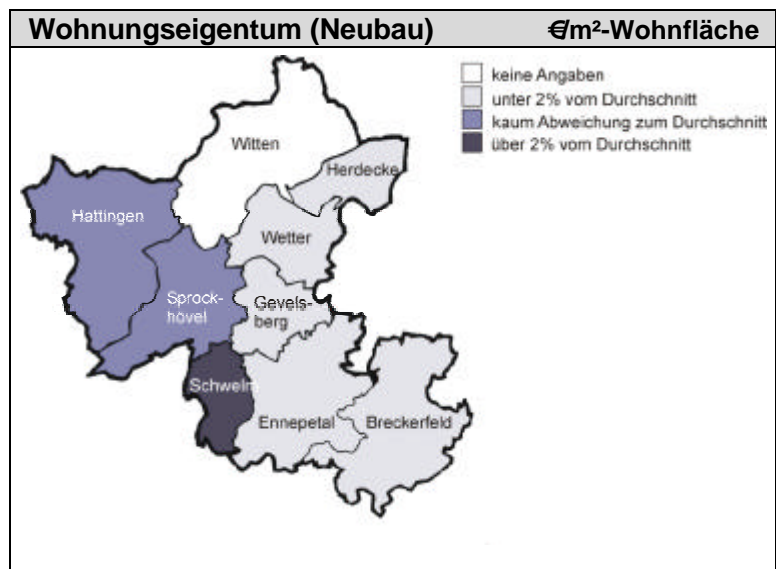 Wohnungseigentum (Neubau) €/m²-Wohnfläche
keine Angaben
unter 2% vom Durchschnitt
kaum Abweichung zum Durchschnitt
über 2% vom Durchschnitt
Witten
Herdecke
Hattingen
Wetter
Sprock-
hövel
Gevels-
berg
Schwelm
Ennepetal
Breckerfeld